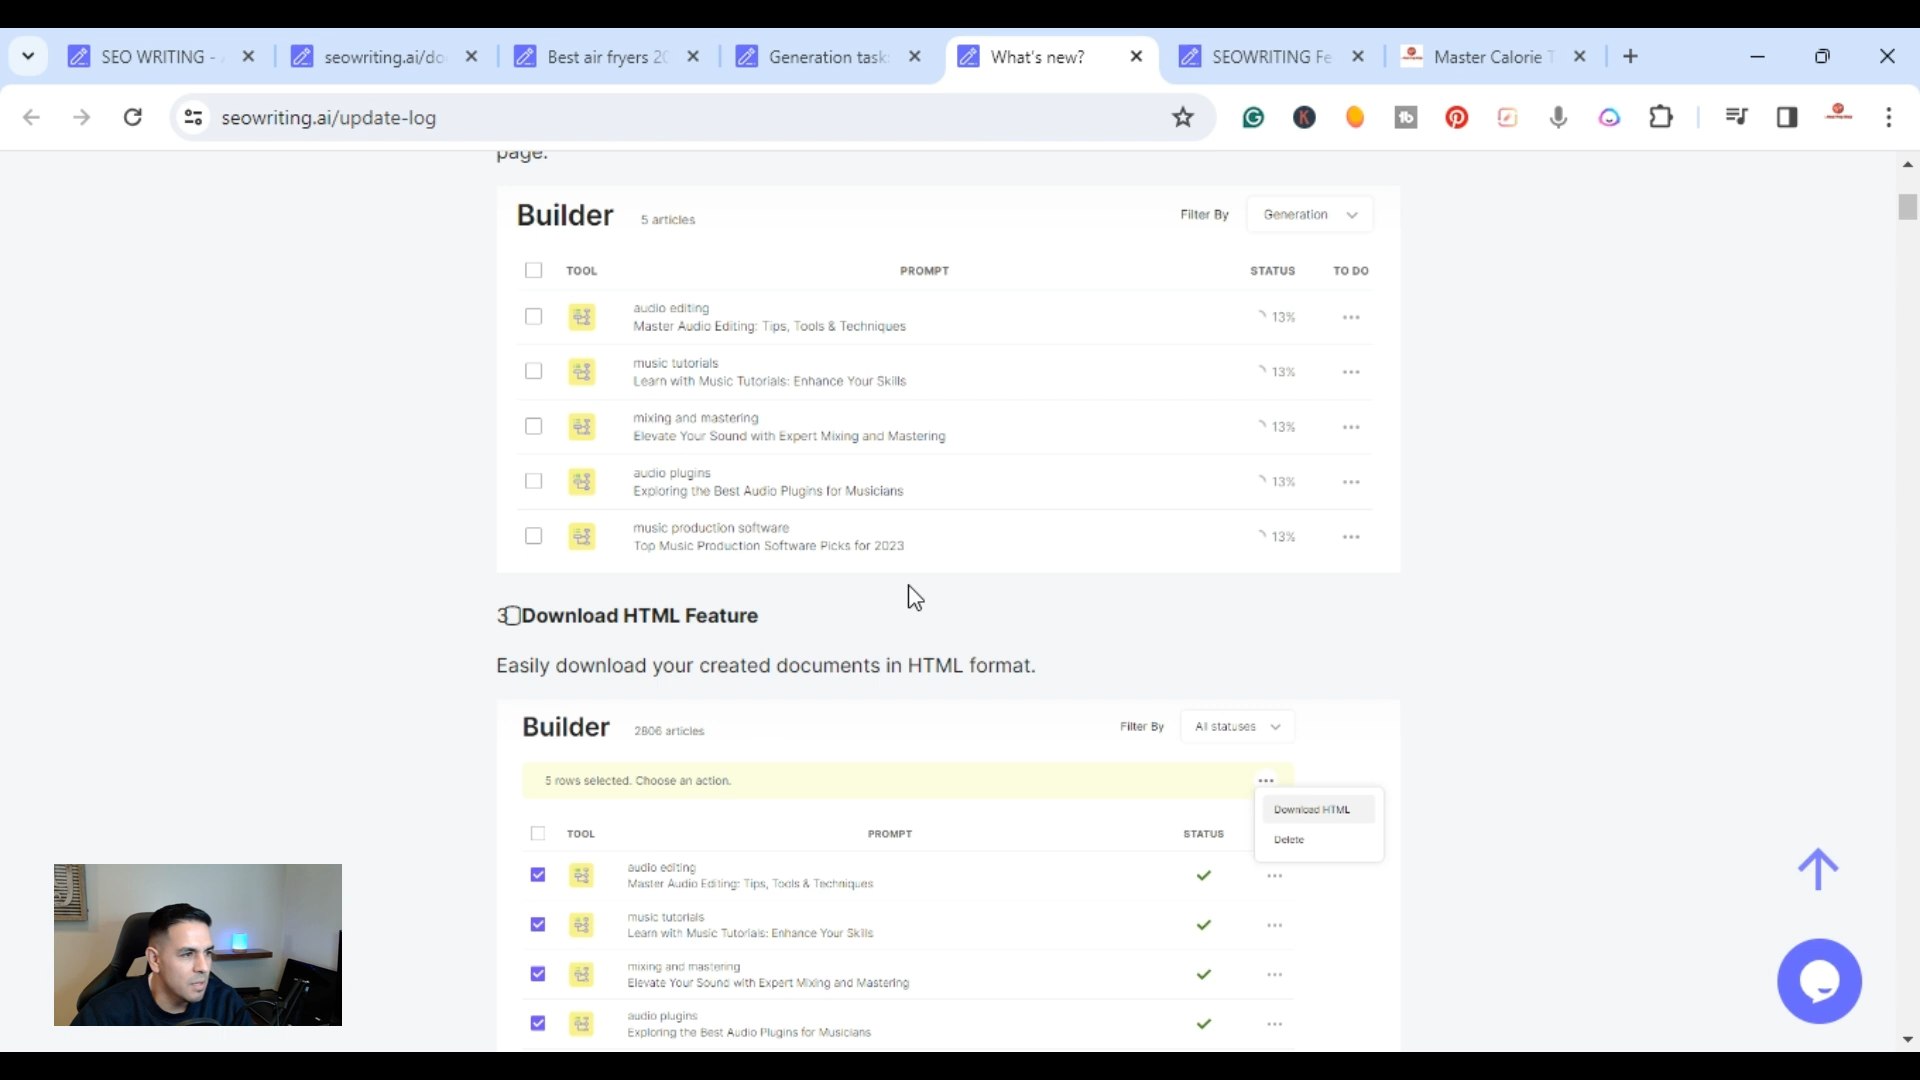 SEO WRITING -
seowriting.ai/do
Best air fryers 20
Generation task
What's new?
SEOWRITING Fe
Master Calorie T
seowriting.ai/update-log
page.
Builder 5 articles Filter By Generation
TOOL PROMPT STATUS TO DO
audio editing
Master Audio Editing: Tips, Tools & Techniques 13%
music tutorials
Learn with Music Tutorials: Enhance Your Skills 13%
mixing and mastering
Elevate Your Sound with Expert Mixing and Mastering 13%
audio plugins
Exploring the Best Audio Plugins for Musicians 13%
music production software
Top Music Production Software Picks for 2023 13%
3 Download HTML Feature
Easily download your created documents in HTML format.
Builder 2806 articles Filter By All statuses
5 rows selected. Choose an action.
Download HTML
Delete
TOOL PROMPT STATUS
audio editing
Master Audio Editing: Tips, Tools & Techniques
music tutorials
Learn with Music Tutorials: Enhance Your Skills
mixing and mastering
Elevate Your Sound with Expert Mixing and Mastering
audio plugins
Exploring the Best Audio Plugins for Musicians